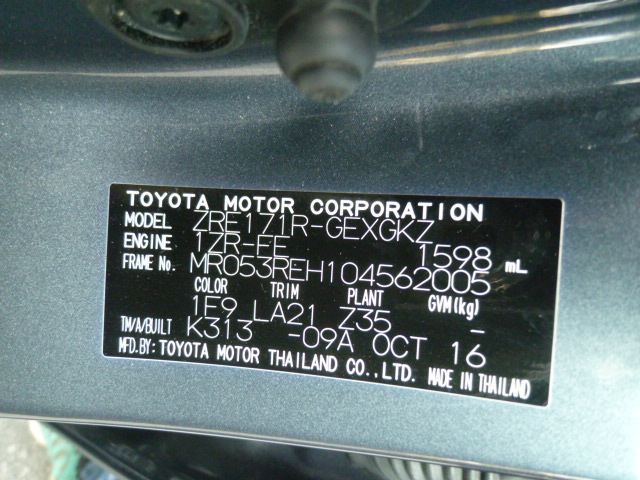 TOYOTA MOTOR CORPORATION
MODEL ZRE171R-GEXGKZ
ENGINE 1ZR-FE 1598 mL
FRAME No. MR053REH104562005
COLOR TRIM PLANT GVM(kg)
1E9 LA21 Z35 -
TM/A/BUILT K313 -09A OCT 16
MFD.BY:TOYOTA MOTOR THAILAND CO.,LTD. MADE IN THAILAND